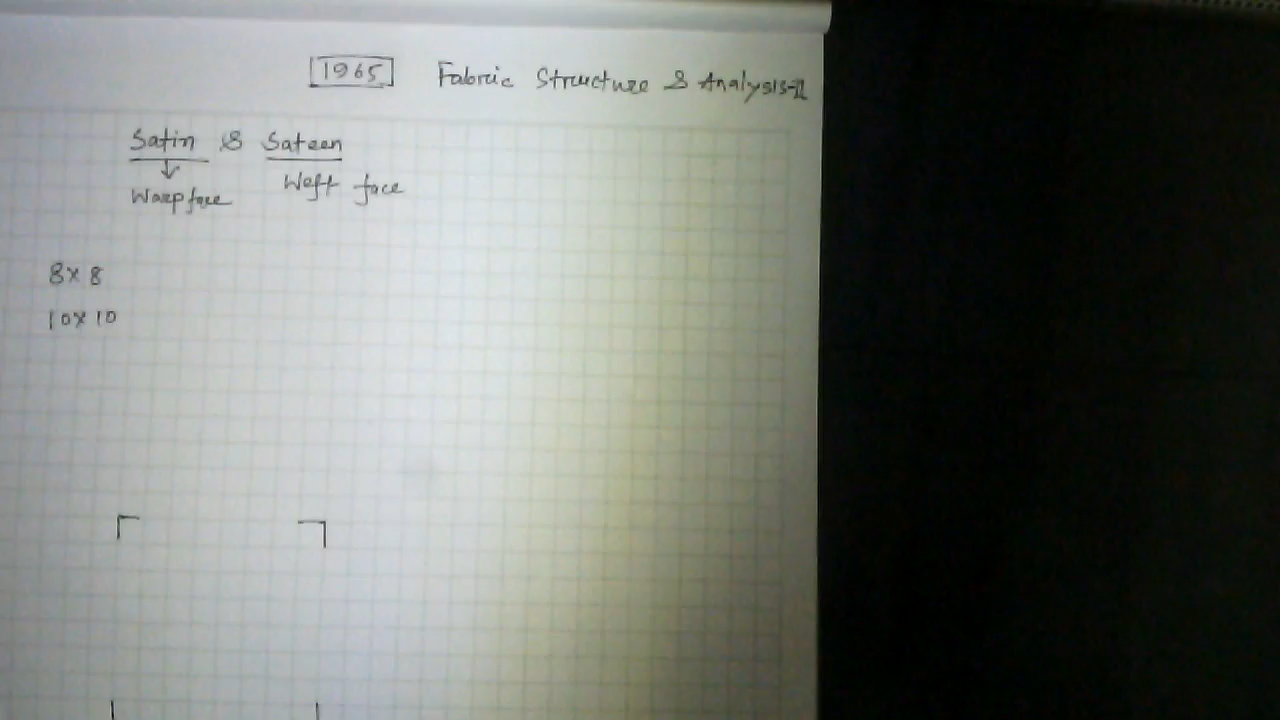 1965 Fabric Structure & Analysis-II
Satin & Sateen
Warp face Weft face
8x8
10x10